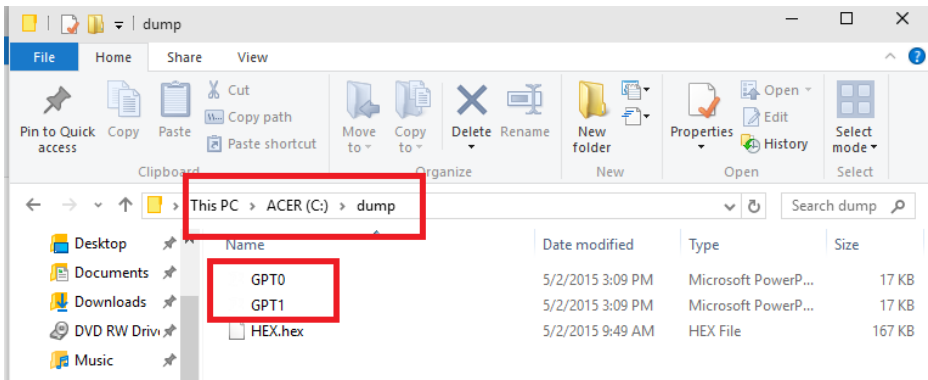 dump
File Home Share View
Pin to Quick access
Copy
Paste
Cut
Copy path
Paste shortcut
Clipboard
Move to
Copy to
Delete
Rename
Organize
New folder
New
Properties
Open
Edit
History
Open
Select mode
Select
This PC > ACER (C:) > dump
Search dump
Desktop
Documents
Downloads
DVD RW Driv
Music
Name Date modified Type Size
GPT0 5/2/2015 3:09 PM Microsoft PowerP... 17 KB
GPT1 5/2/2015 3:09 PM Microsoft PowerP... 17 KB
HEX.hex 5/2/2015 9:49 AM HEX File 167 KB